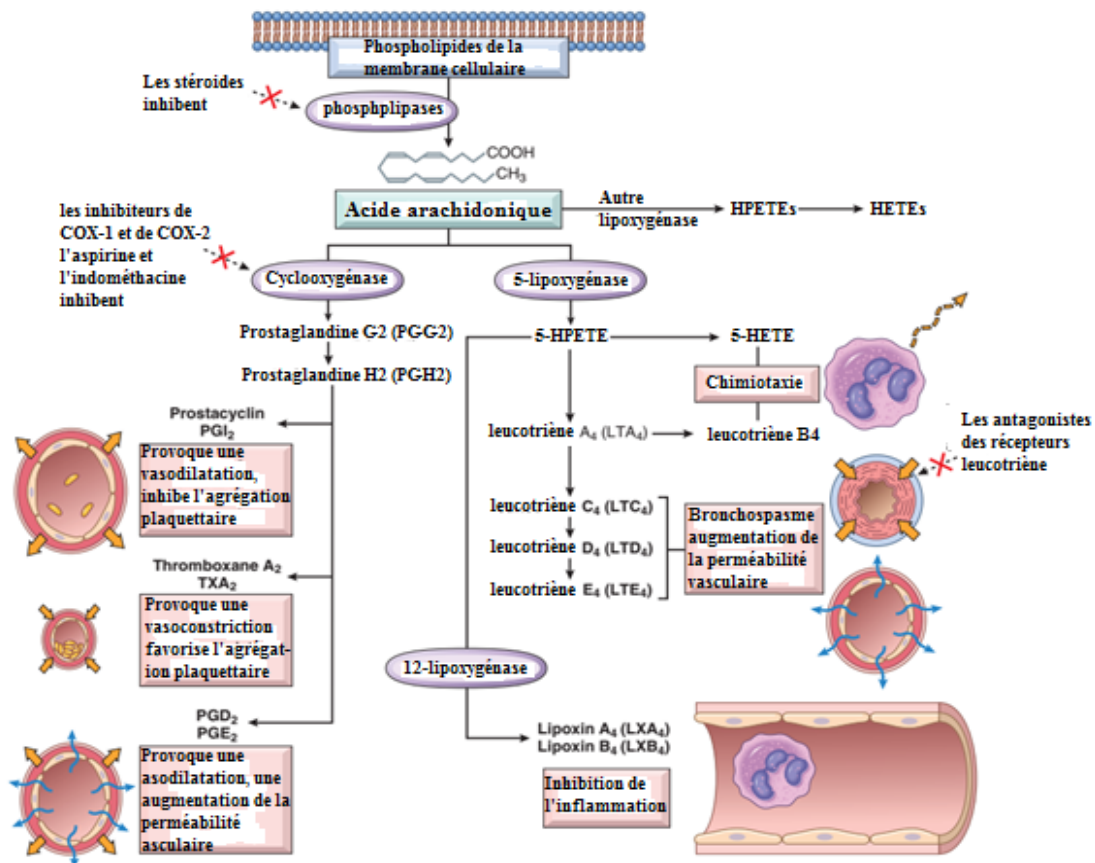 Phospholipides de la
membrane cellulaire
Les stéroides
inhibent
phosphplipases
COOH
CH3
Acide arachidonique
Autre
lipoxygénase
HPETEs
HETEs
les inhibiteurs de
COX-1 et de COX-2
l'aspirine et
l'indométhacine
inhibent
Cyclooxygénase
5-lipoxygénase
Prostaglandine G2 (PGG2)
5-HPETE
5-HETE
Prostaglandine H2 (PGH2)
Chimiotaxie
Prostacyclin
PGI2
Provoque une
vasodilatation,
inhibe l'agrégation
plaquettaire
leucotriène A4 (LTA4)
leucotriène B4
Les antagonistes
des récepteurs
leucotriène
leucotriène C4 (LTC4)
leucotriène D4 (LTD4)
leucotriène E4 (LTE4)
Bronchospasme
augmentation de
la perméabilité
vasculaire
Thromboxane A2
TXA2
Provoque une
vasoconstriction
favorise l'agrégat-
ion plaquettaire
12-lipoxygénase
PGD2
PGE2
Provoque une
asodilatation, une
augmentation de la
perméabilité
asculaire
Lipoxin A4 (LXA4)
Lipoxin B4 (LXB4)
Inhibition de
l'inflammation